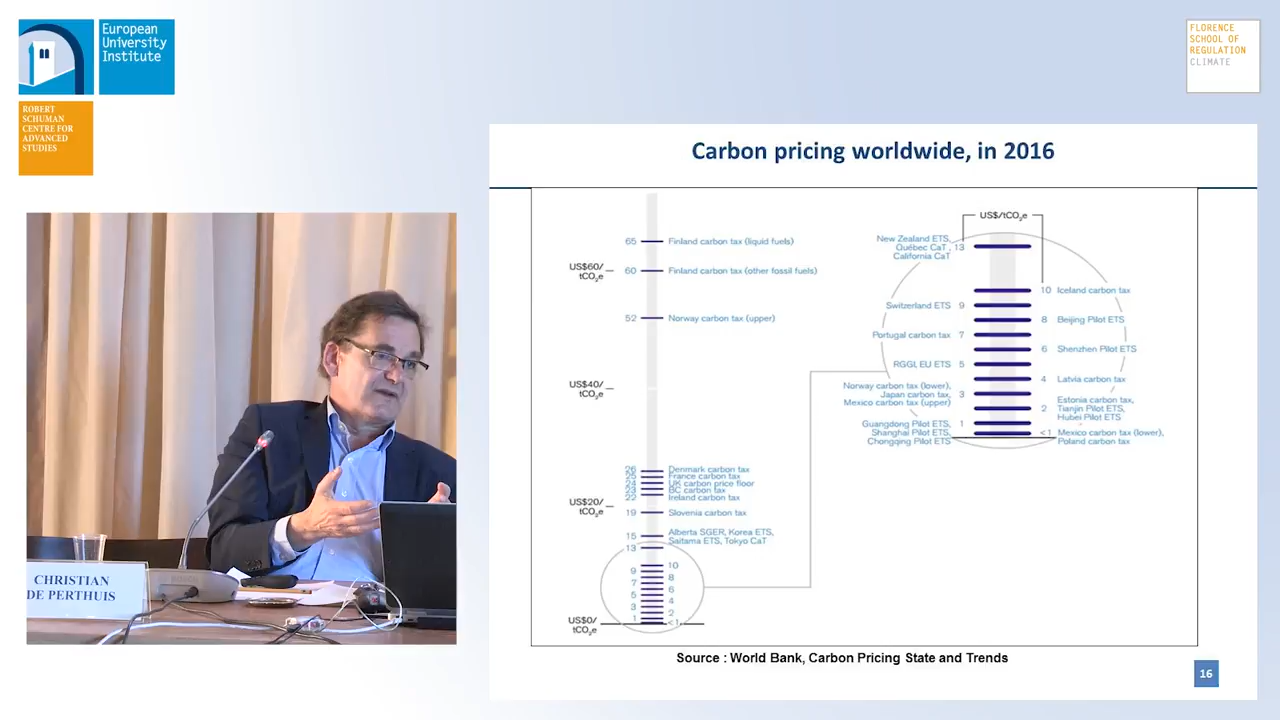 European
University
Institute
ROBERT
SCHUMAN
CENTRE FOR
ADVANCED
STUDIES
FLORENCE
SCHOOL OF
REGULATION
CLIMATE
CHRISTIAN
DE PERTHUIS
Carbon pricing worldwide, in 2016
65 Finland carbon tax (liquid fuels)
US$60/
tCO2e
60 Finland carbon tax (other fossil fuels)
52 Norway carbon tax (upper)
US$40/
tCO2e
26 Denmark carbon tax
25 France carbon tax
24 UK carbon price floor
23 BC carbon tax
22 Ireland carbon tax
US$20/
tCO2e
19 Slovenia carbon tax
15 Alberta SGER, Korea ETS,
Saitama ETS, Tokyo CaT
13
10
9
8
7
6
5
4
3
2
1
<1
US$0/
tCO2e
US$/tCO2e
New Zealand ETS,
Québec CaT, 13
California CaT
10 Iceland carbon tax
Switzerland ETS 9
8 Beijing Pilot ETS
Portugal carbon tax 7
6 Shenzhen Pilot ETS
RGGI, EU ETS 5
4 Latvia carbon tax
Norway carbon tax (lower),
Japan carbon tax, 3
Mexico carbon tax (upper)
Estonia carbon tax,
2 Tianjin Pilot ETS,
Hubei Pilot ETS
Guangdong Pilot ETS, 1
Shanghai Pilot ETS,
Chongqing Pilot ETS
<1 Mexico carbon tax (lower),
Poland carbon tax
Source : World Bank, Carbon Pricing State and Trends
16